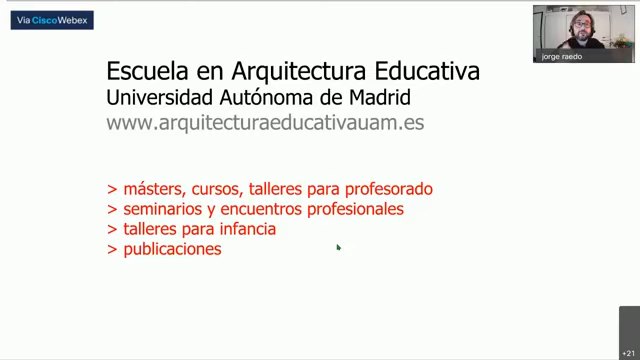 Via CiscoWebex
jorge raedo
Escuela en Arquitectura Educativa
Universidad Autónoma de Madrid
www.arquitecturaeducativauam.es
> másters, cursos, talleres para profesorado
> seminarios y encuentros profesionales
> talleres para infancia
> publicaciones
+21